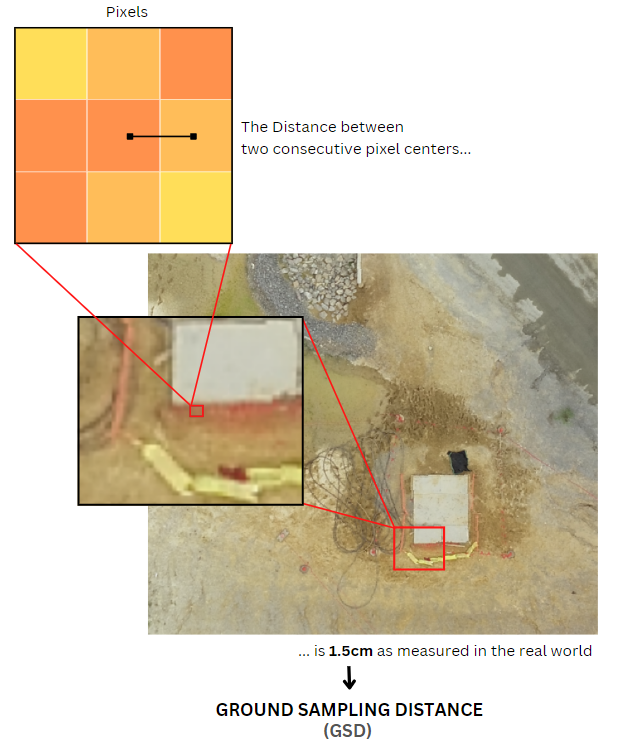 Pixels
The Distance between
two consecutive pixel centers...
... is 1.5cm as measured in the real world
GROUND SAMPLING DISTANCE
(GSD)